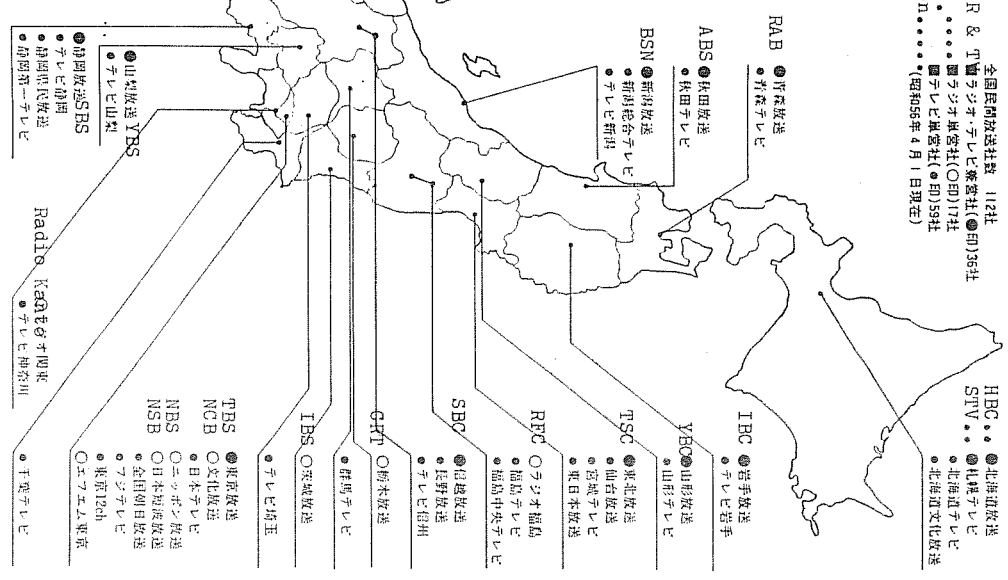 全国民間放送社数 112社
R & T ■ラジオ・テレビ兼営社(●印)36社
■ラジオ単営社(○印)17社
■テレビ単営社(●印)59社
(昭和56年4月1日現在)
HBC ●北海道放送
STV ●札幌テレビ
●北海道テレビ
●北海道文化放送
RAB ●青森放送
●青森テレビ
ABS ●秋田放送
●秋田テレビ
BSN ●新潟放送
●新潟総合テレビ
●テレビ新潟
IBC ●岩手放送
●テレビ岩手
YBC ●山形放送
●山形テレビ
TSC ●東北放送
●仙台放送
●宮城テレビ
●東日本放送
RFC ○ラジオ福島
●福島テレビ
●福島中央テレビ
SBC ●信越放送
●長野放送
●テレビ信州
GRT ○栃木放送
●群馬テレビ
IBS ○茨城放送
●テレビ埼玉
TBS ●東京放送
NCB ○文化放送
●日本テレビ
NBS ○ニッポン放送
NSB ○日本短波放送
●全国朝日放送
●フジテレビ
●東京12ch
○エフエム東京
●千葉テレビ
●山梨放送 YBS
●テレビ山梨
●静岡放送SBS
●テレビ静岡
●静岡県民放送
●静岡第一テレビ
Radio Kanto
ラジオ関東
●テレビ神奈川